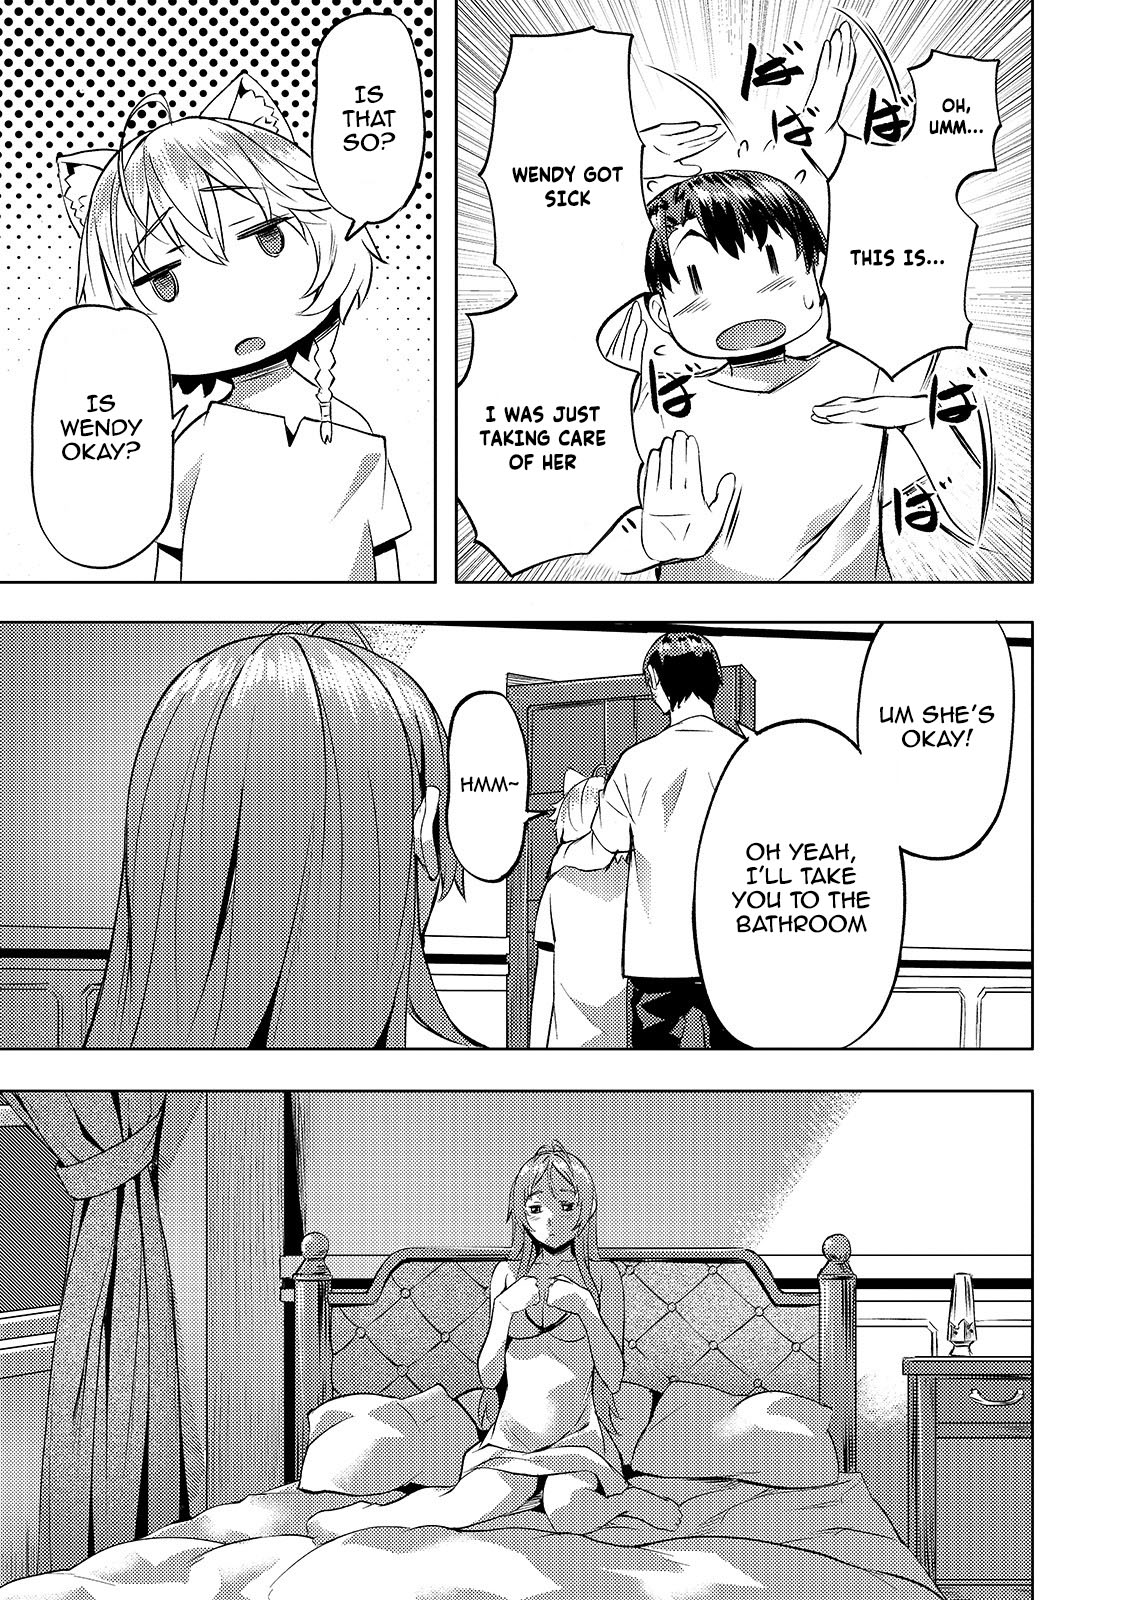 OH,
UMM...
THIS IS...
WENDY GOT
SICK
I WAS JUST
TAKING CARE
OF HER
ば
ば
ば
ば
ば
ば
IS
THAT
SO?
IS
WENDY
OKAY?
UM SHE'S
OKAY!
OH YEAH,
I'LL TAKE
YOU TO THE
BATHROOM
HMM~